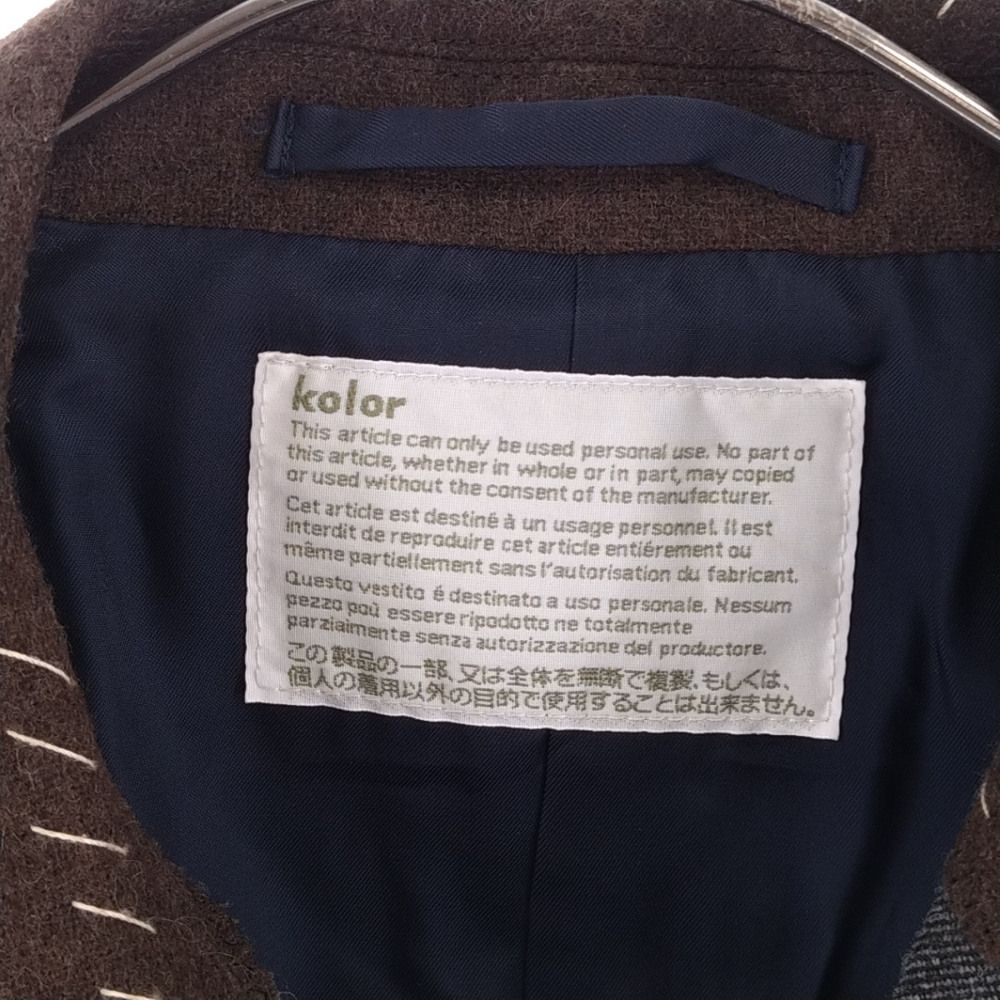 kolor
This article can only be used personal use. No part of
this article, whether in whole or in part, may copied
or used without the consent of the manufacturer.
Cet article est destiné à un usage personnel. Il est
interdit de reproduire cet article entiérement ou
même partiellement sans l'autorisation du fabricant.
Questo vestito é destinato a uso personale. Nessum
pezzo poù essere ripodotto ne totalmente
parziaimente senza autorizzazione del productore.
この製品の一部、又は全体を無断で複製、もしくは、
個人の着用以外の目的で使用することは出来ません。